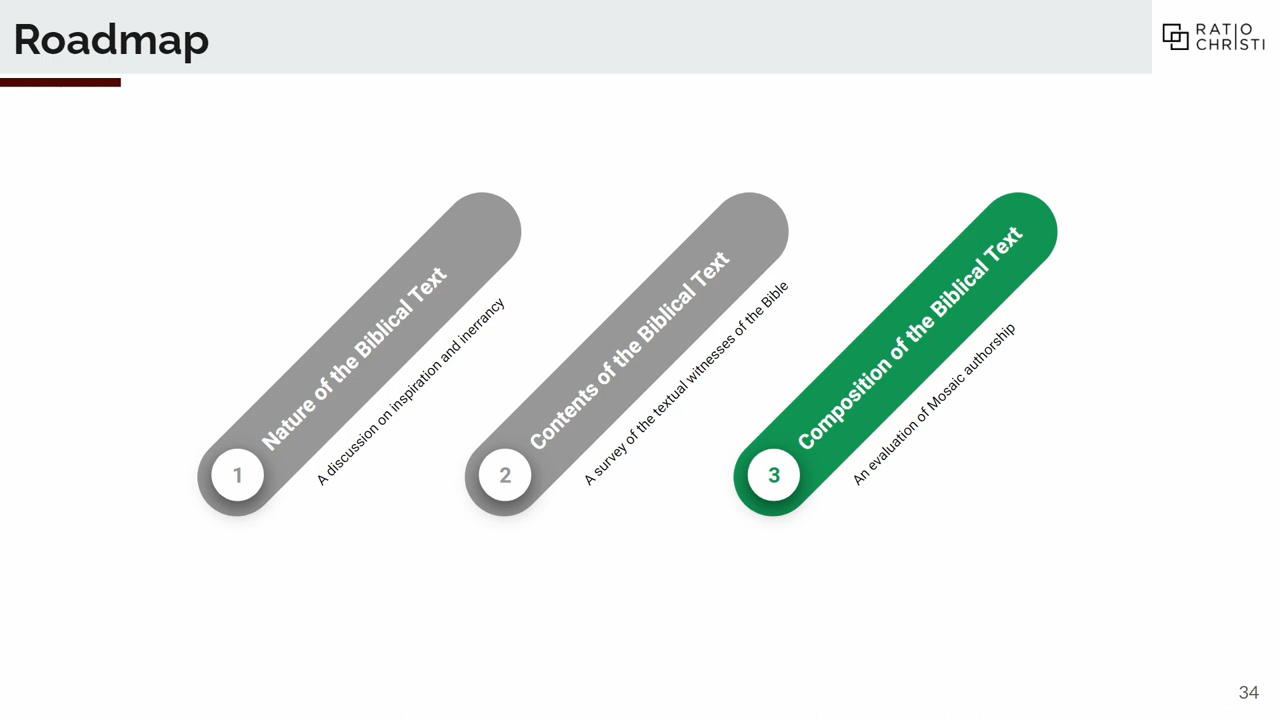 Roadmap
RATIO
CHRISTI
Nature of the Biblical Text
A discussion on inspiration and inerrancy
1
Contents of the Biblical Text
A survey of the textual witnesses of the Bible
2
Composition of the Biblical Text
An evaluation of Mosaic authorship
3
34